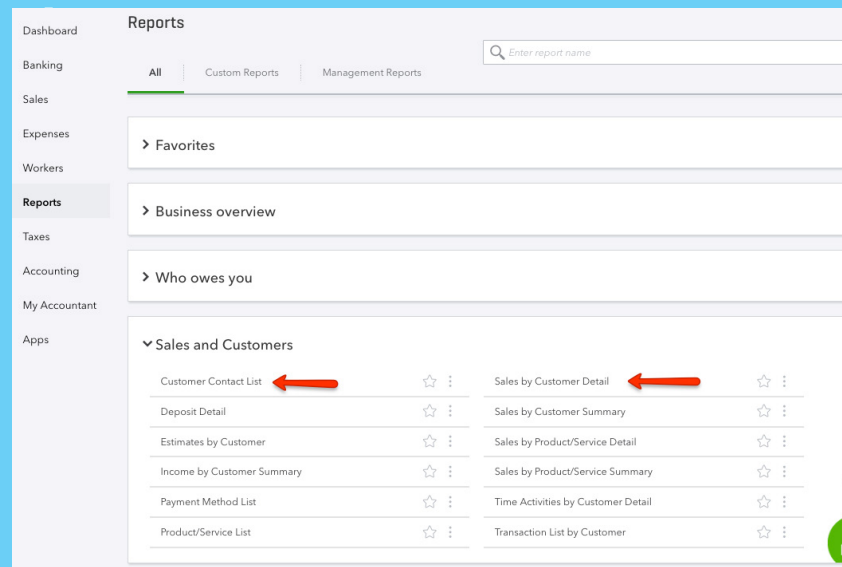 Dashboard
Banking
Sales
Expenses
Workers
Reports
Taxes
Accounting
My Accountant
Apps
Reports
Enter report name
All
Custom Reports
Management Reports
Favorites
Business overview
Who owes you
Sales and Customers
Customer Contact List
Deposit Detail
Estimates by Customer
Income by Customer Summary
Payment Method List
Product/Service List
Sales by Customer Detail
Sales by Customer Summary
Sales by Product/Service Detail
Sales by Product/Service Summary
Time Activities by Customer Detail
Transaction List by Customer